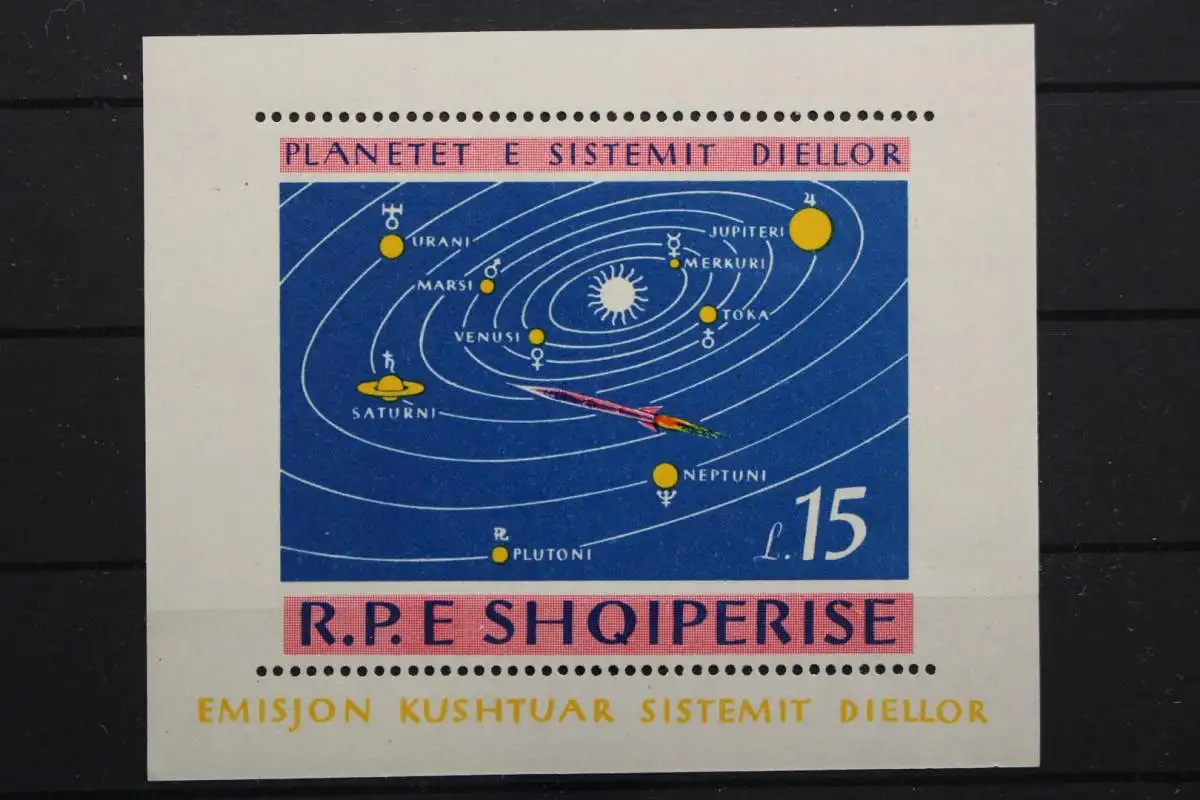 PLANETET E SISTEMIT DIELLOR
URANI
JUPITERI
MERKURI
MARSI
TOKA
VENUSI
SATURNI
NEPTUNI
L.15
PLUTONI
R.P.E SHQIPERISE
EMISJON KUSHTUAR SISTEMIT DIELLOR